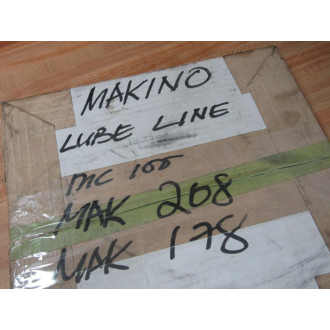 MAKINO
LUBE LINE
MC 100
MAK 208
MAK 178